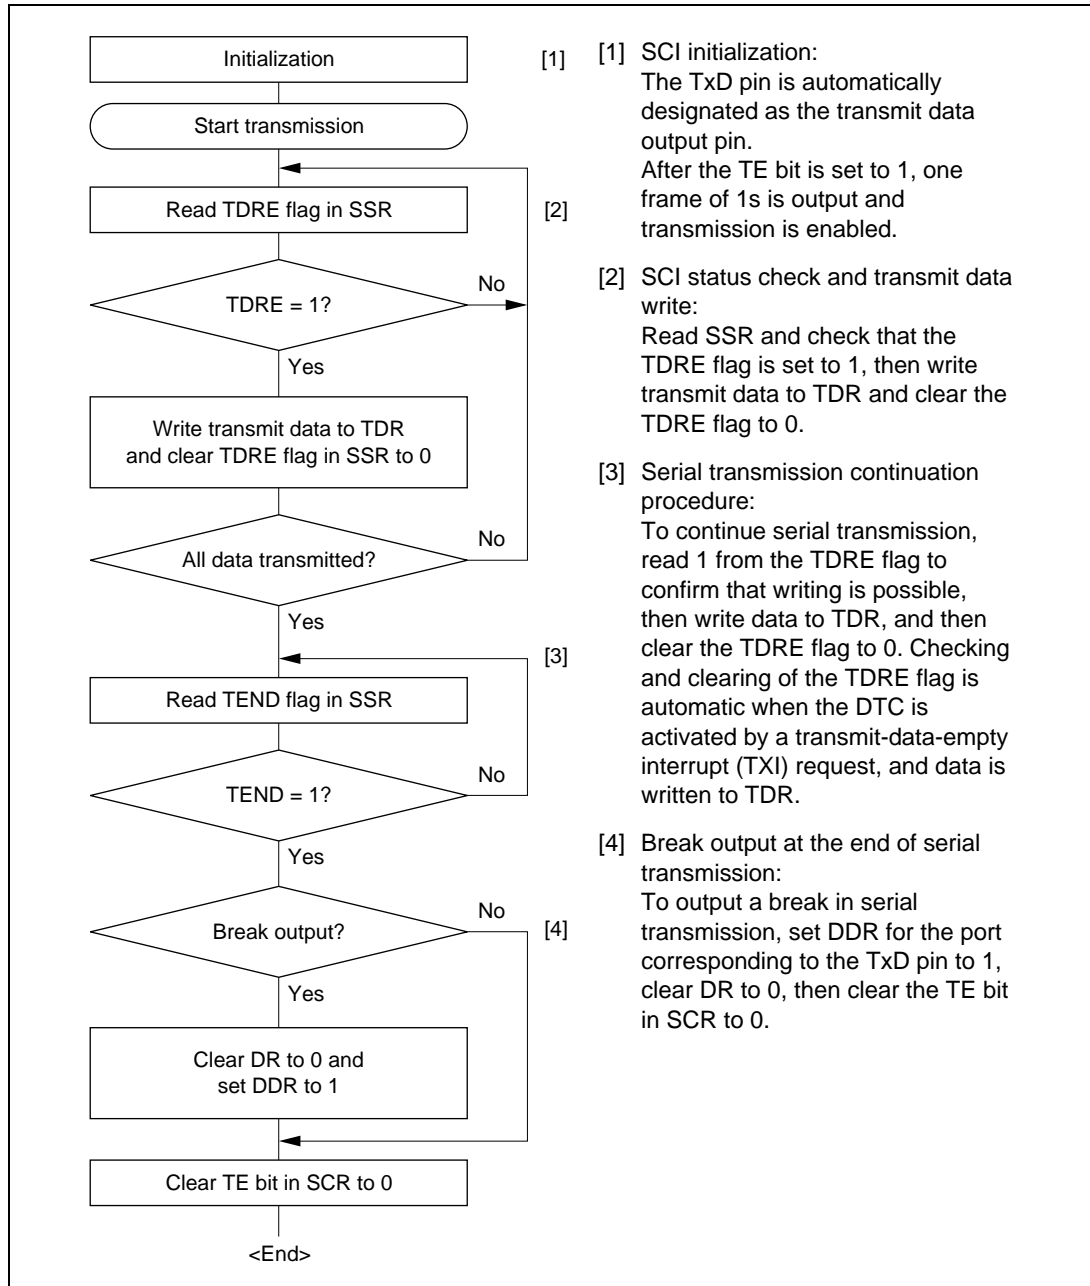 Initialization
[1]
Start transmission
Read TDRE flag in SSR
[2]
No
TDRE = 1?
Yes
Write transmit data to TDR
and clear TDRE flag in SSR to 0
No
All data transmitted?
Yes
[3]
Read TEND flag in SSR
No
TEND = 1?
Yes
No
[4]
Break output?
Yes
Clear DR to 0 and
set DDR to 1
Clear TE bit in SCR to 0
<End>
[1] SCI initialization:
The TxD pin is automatically
designated as the transmit data
output pin.
After the TE bit is set to 1, one
frame of 1s is output and
transmission is enabled.
[2] SCI status check and transmit data
write:
Read SSR and check that the
TDRE flag is set to 1, then write
transmit data to TDR and clear the
TDRE flag to 0.
[3] Serial transmission continuation
procedure:
To continue serial transmission,
read 1 from the TDRE flag to
confirm that writing is possible,
then write data to TDR, and then
clear the TDRE flag to 0. Checking
and clearing of the TDRE flag is
automatic when the DTC is
activated by a transmit-data-empty
interrupt (TXI) request, and data is
written to TDR.
[4] Break output at the end of serial
transmission:
To output a break in serial
transmission, set DDR for the port
corresponding to the TxD pin to 1,
clear DR to 0, then clear the TE bit
in SCR to 0.